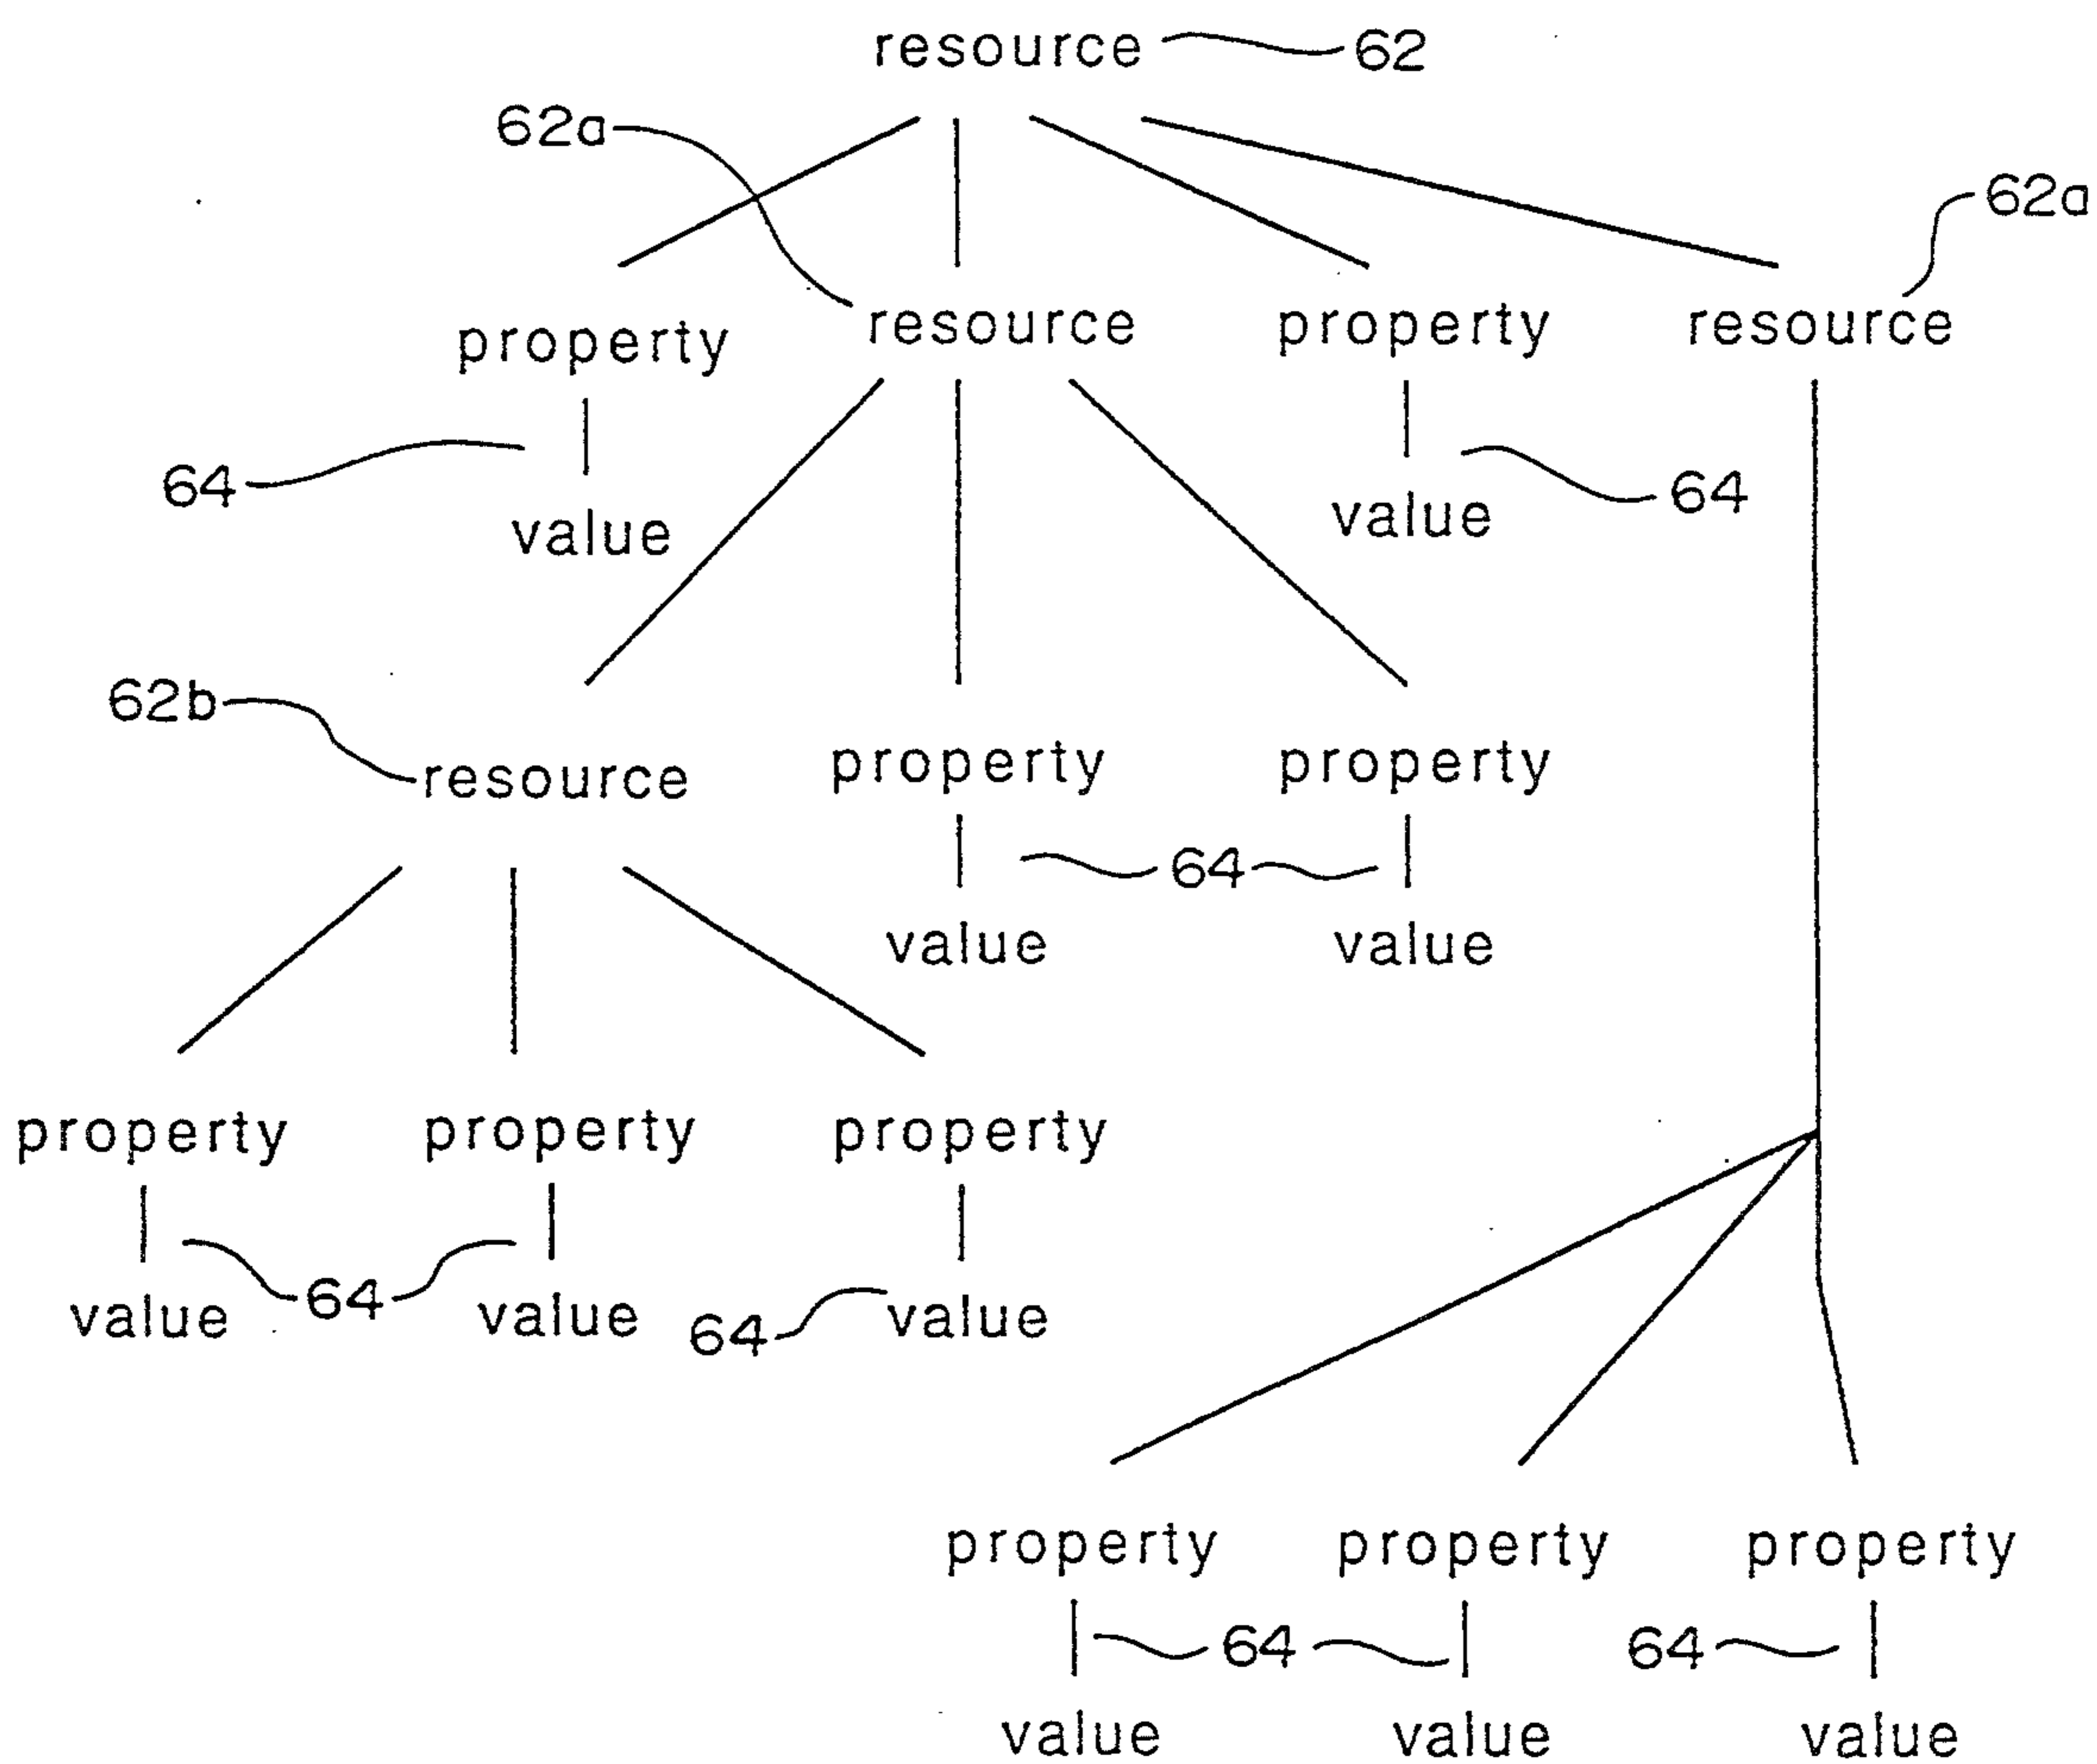 resource 62
62a
62a
property resource property resource
64 value value 64
62b
resource property property
64
value value
property property property
value 64 value 64 value
property property property
64 64
value value value